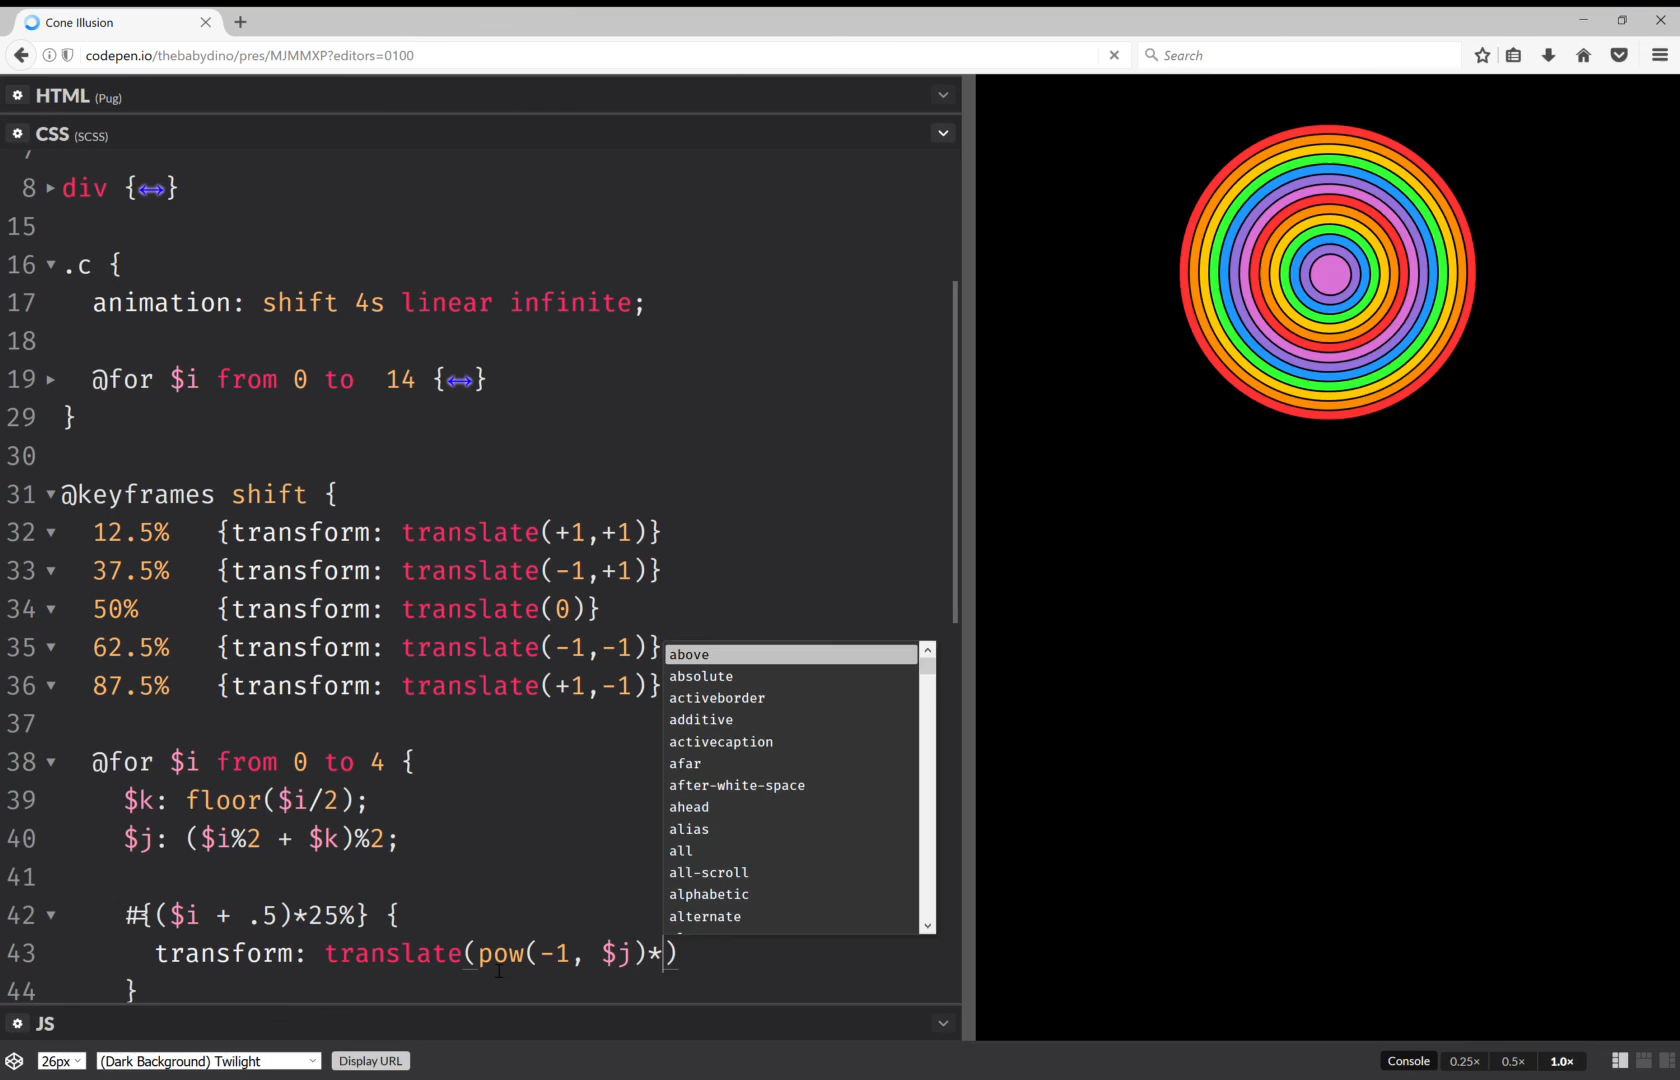 Cone Illusion
codepen.io/thebabydino/pres/MJMMXP?editors=0100
Search
HTML (Pug)
CSS (SCSS)
7
8 div {↔}
15
16 .c {
17 animation: shift 4s linear infinite;
18
19 @for $i from 0 to 14 {↔}
29 }
30
31 @keyframes shift {
32 12.5% {transform: translate(+1,+1)}
33 37.5% {transform: translate(-1,+1)}
34 50% {transform: translate(0)}
35 62.5% {transform: translate(-1,-1)}
36 87.5% {transform: translate(+1,-1)}
37
38 @for $i from 0 to 4 {
39 $k: floor($i/2);
40 $j: ($i%2 + $k)%2;
41
42 #{($i + .5)*25%} {
43 transform: translate(pow(-1, $j)*)
44 }
above
absolute
activeborder
additive
activecaption
afar
after-white-space
ahead
alias
all
all-scroll
alphabetic
alternate
JS
26px
(Dark Background) Twilight
Display URL
Console
0.25×
0.5×
1.0×